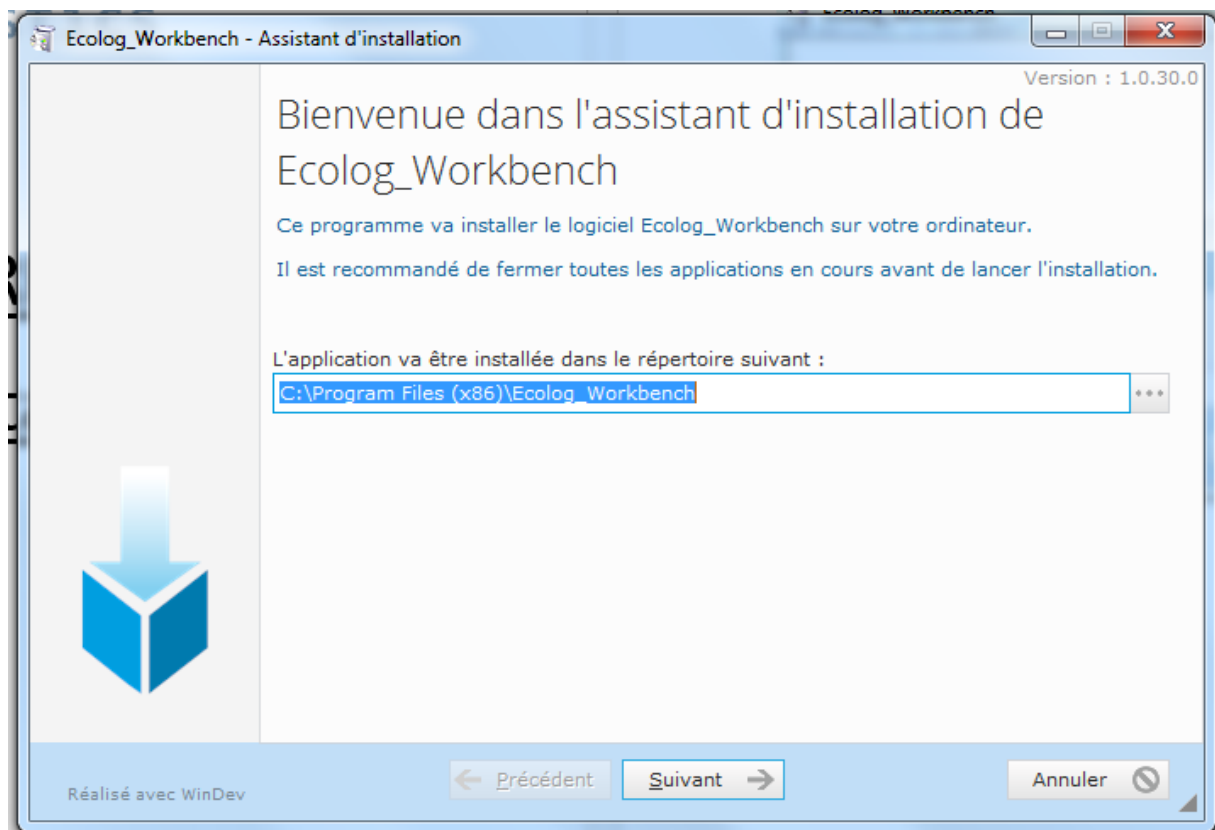 Ecolog_Workbench - Assistant d'installation
Version : 1.0.30.0
Bienvenue dans l'assistant d'installation de
Ecolog_Workbench
Ce programme va installer le logiciel Ecolog_Workbench sur votre ordinateur.
Il est recommandé de fermer toutes les applications en cours avant de lancer l'installation.
L'application va être installée dans le répertoire suivant :
C:\Program Files (x86)\Ecolog_Workbench
Précédent
Suivant
Annuler
Réalisé avec WinDev